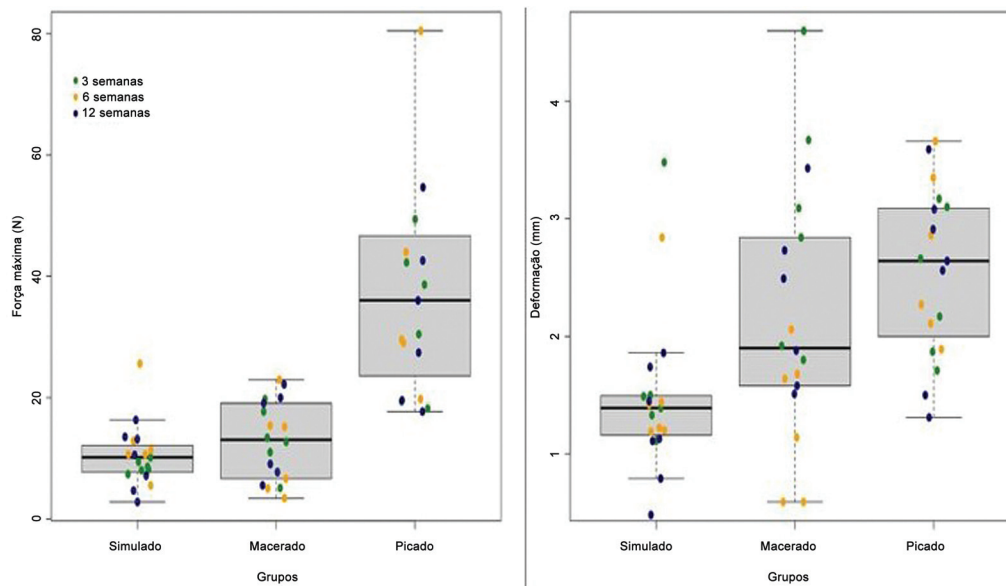 Força máxima (N)
80
60
40
20
0
3 semanas
6 semanas
12 semanas
Simulado
Macerado
Picado
Grupos
Deformação (mm)
4
3
2
1
Simulado
Macerado
Picado
Grupos